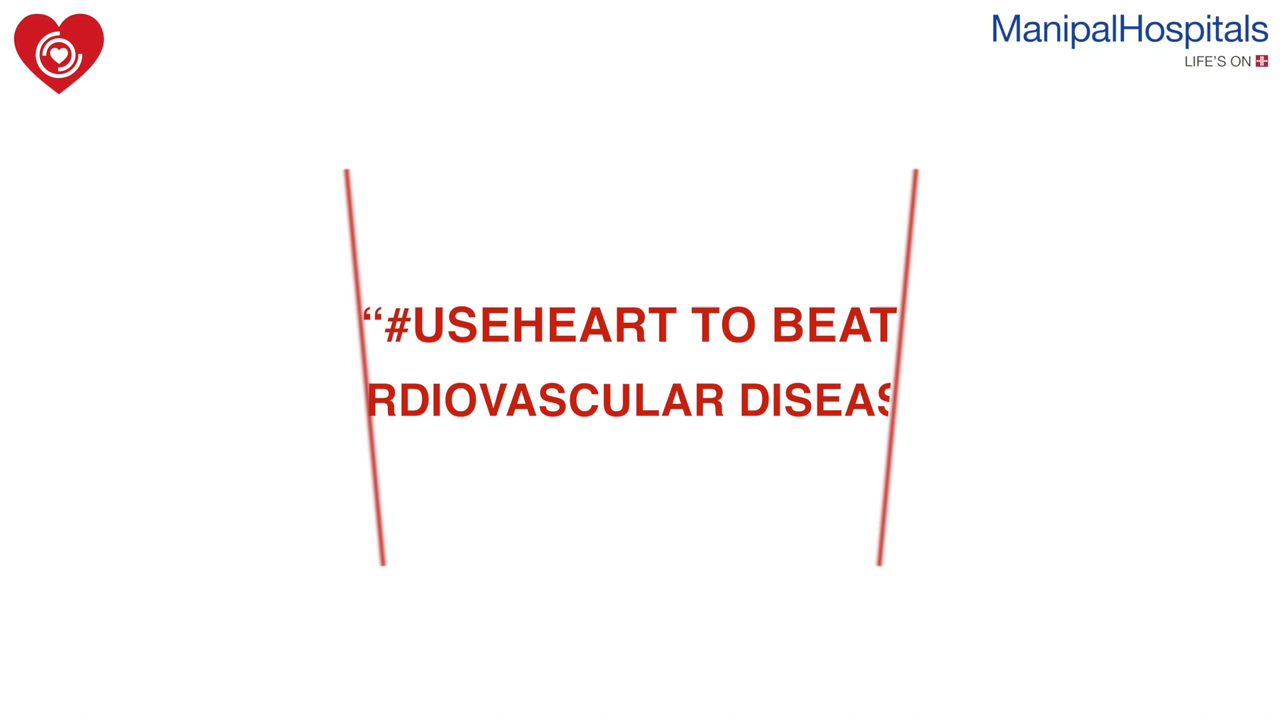 ManipalHospitals
LIFE'S ON
"#USEHEART TO BEAT
RDIOVASCULAR DISEAS